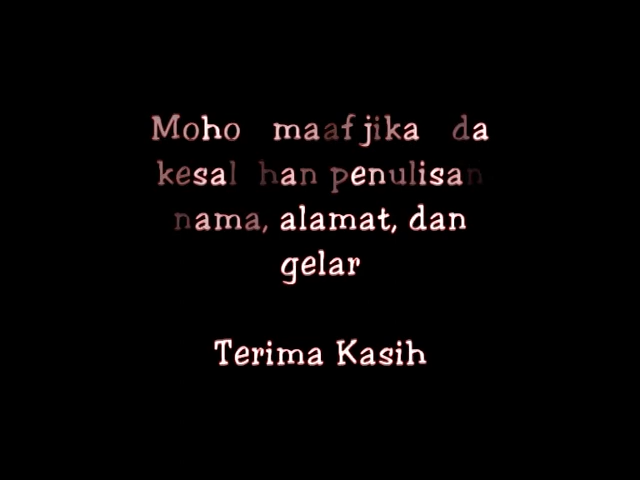 Moho maaf jika da
kesal han penulisan
nama, alamat, dan
gelar
Terima Kasih